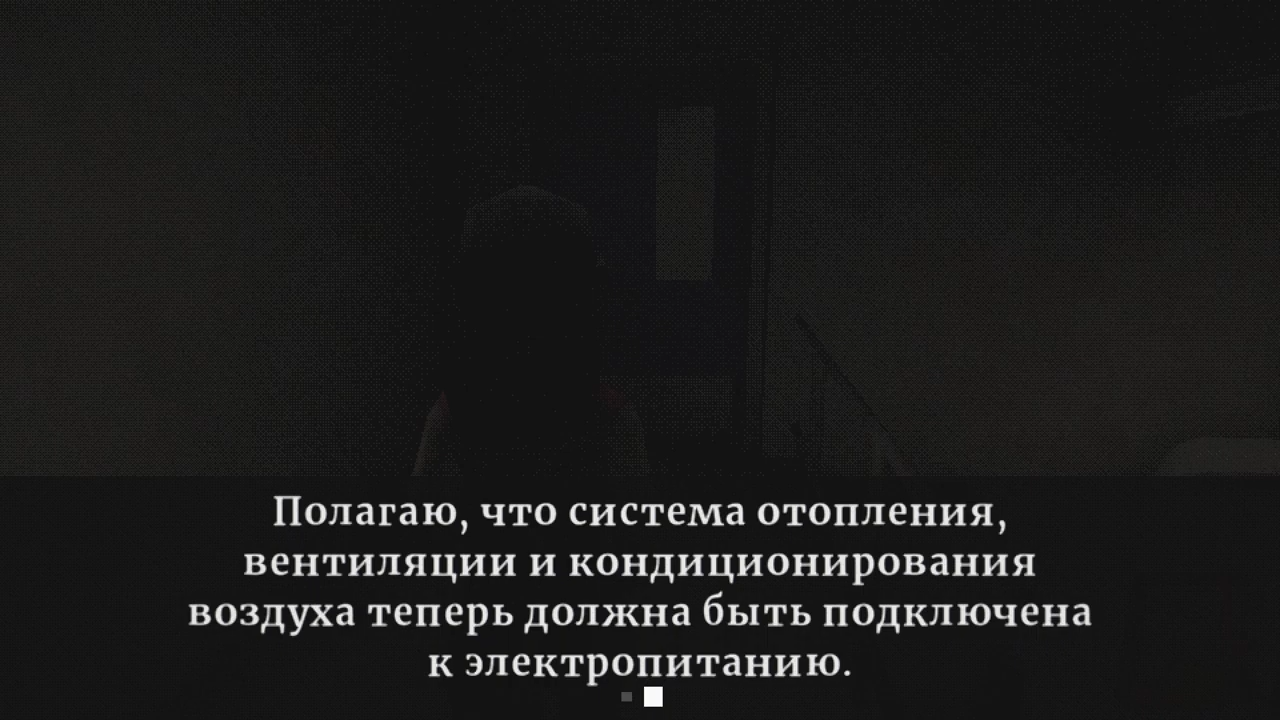 Полагаю, что система отопления,
вентиляции и кондиционирования
воздуха теперь должна быть подключена
к электропитанию.